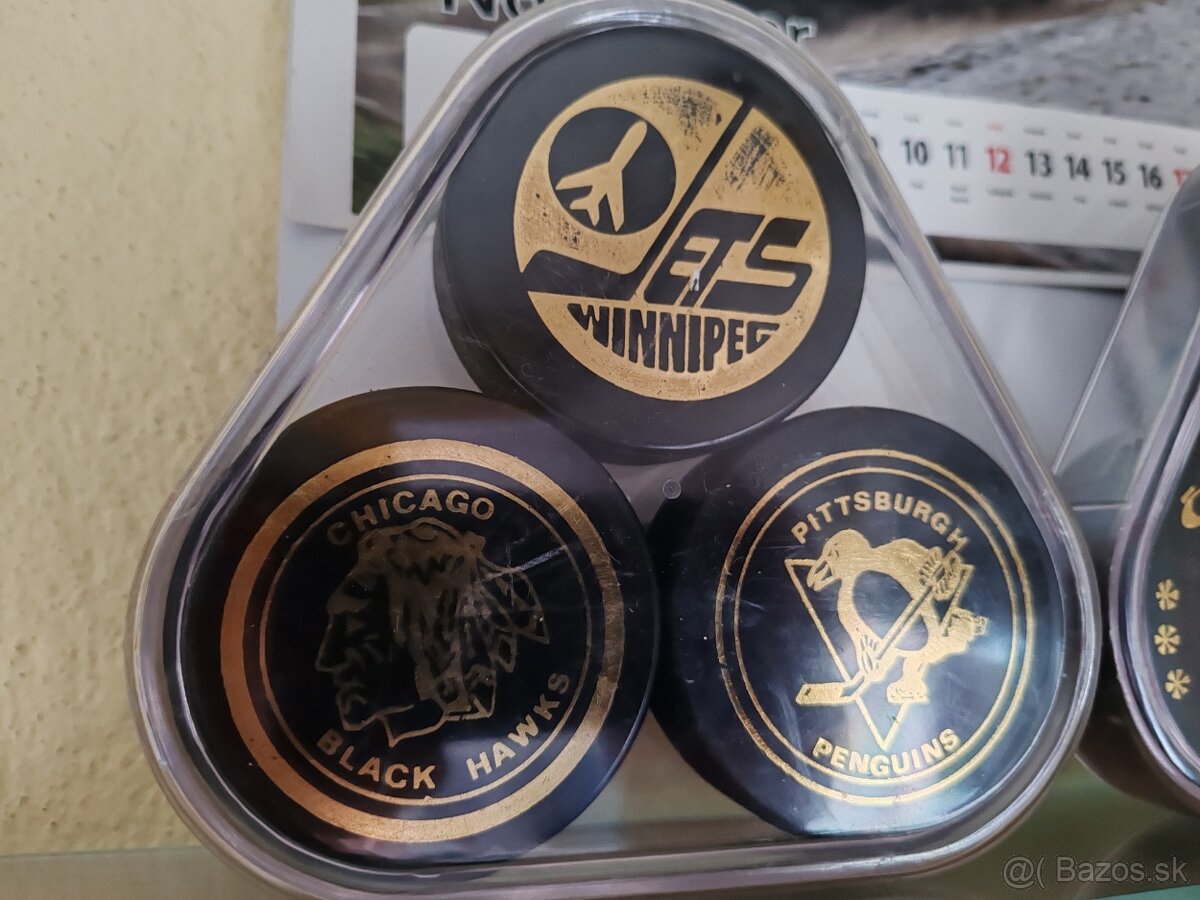 10 11 12 13 14 15 16
JETS
WINNIPEG
CHICAGO
BLACK HAWKS
PITTSBURGH
PENGUINS
@( Bazos.sk